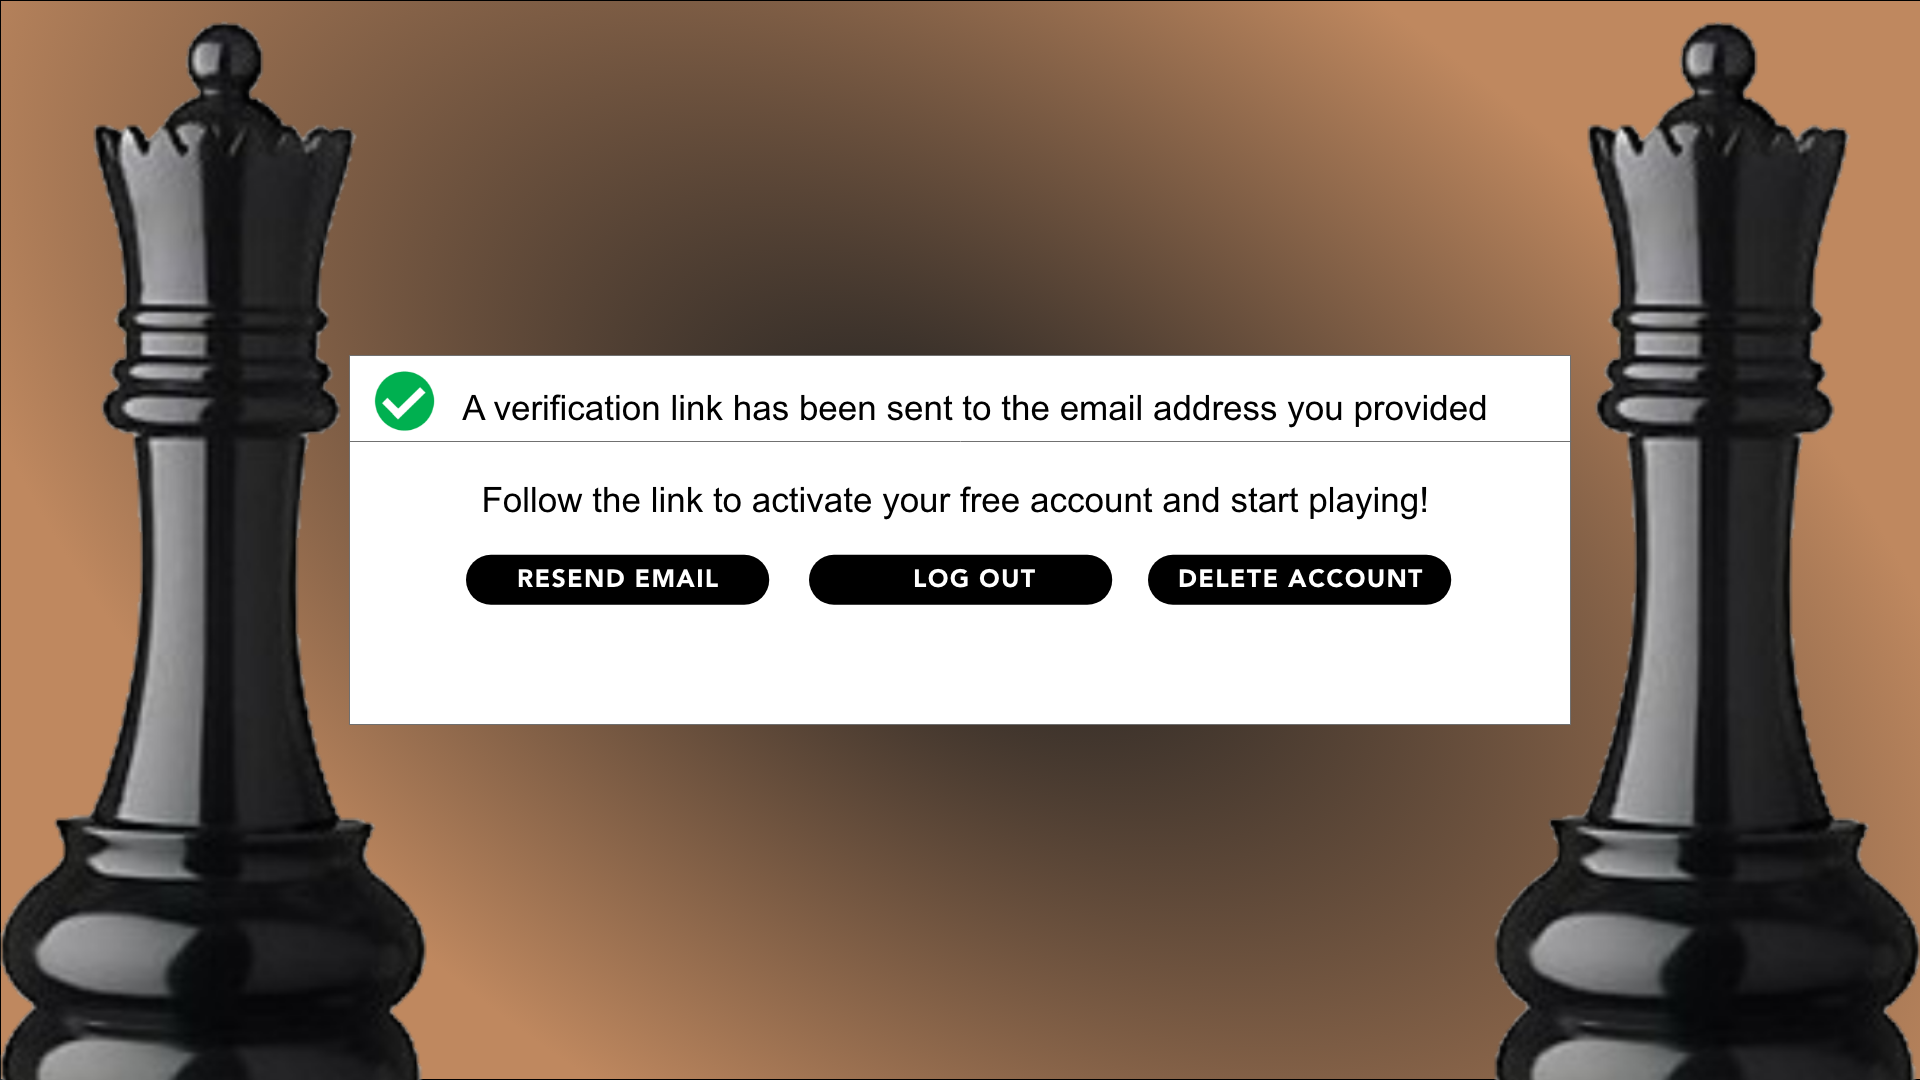 A verification link has been sent to the email address you provided
Follow the link to activate your free account and start playing!
RESEND EMAIL
LOG OUT
DELETE ACCOUNT